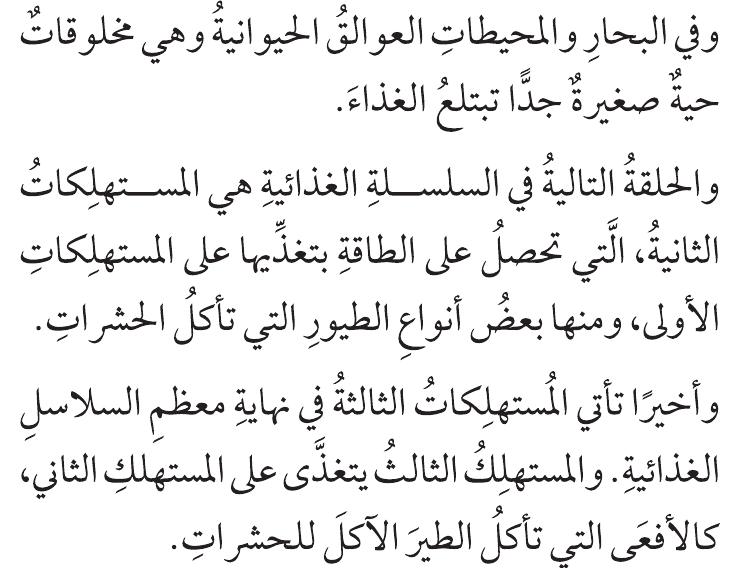 وفي البحارِ والمحيطاتِ العوالقُ الحيوانيةُ وهي مخلوقاتٌ
حيةٌ صغيرةٌ جدًّا تبتلعُ الغذاءَ.
والحلقةُ التاليةُ في السلســلةِ الغذائيةِ هي المســتهلِكاتُ
الثانيةُ، الَّتي تحصلُ على الطاقةِ بتغذِّيها على المستهلِكاتِ
الأولى، ومنها بعضُ أنواعِ الطيورِ التي تأكلُ الحشراتِ.
وأخيرًا تأتي المُستهلِكاتُ الثالثةُ في نهايةِ معظمِ السلاسلِ
الغذائيةِ. والمستهلِكُ الثالثُ يتغذَّى على المستهلكِ الثاني،
كالأفعَى التي تأكلُ الطيرَ الآكلَ للحشراتِ.